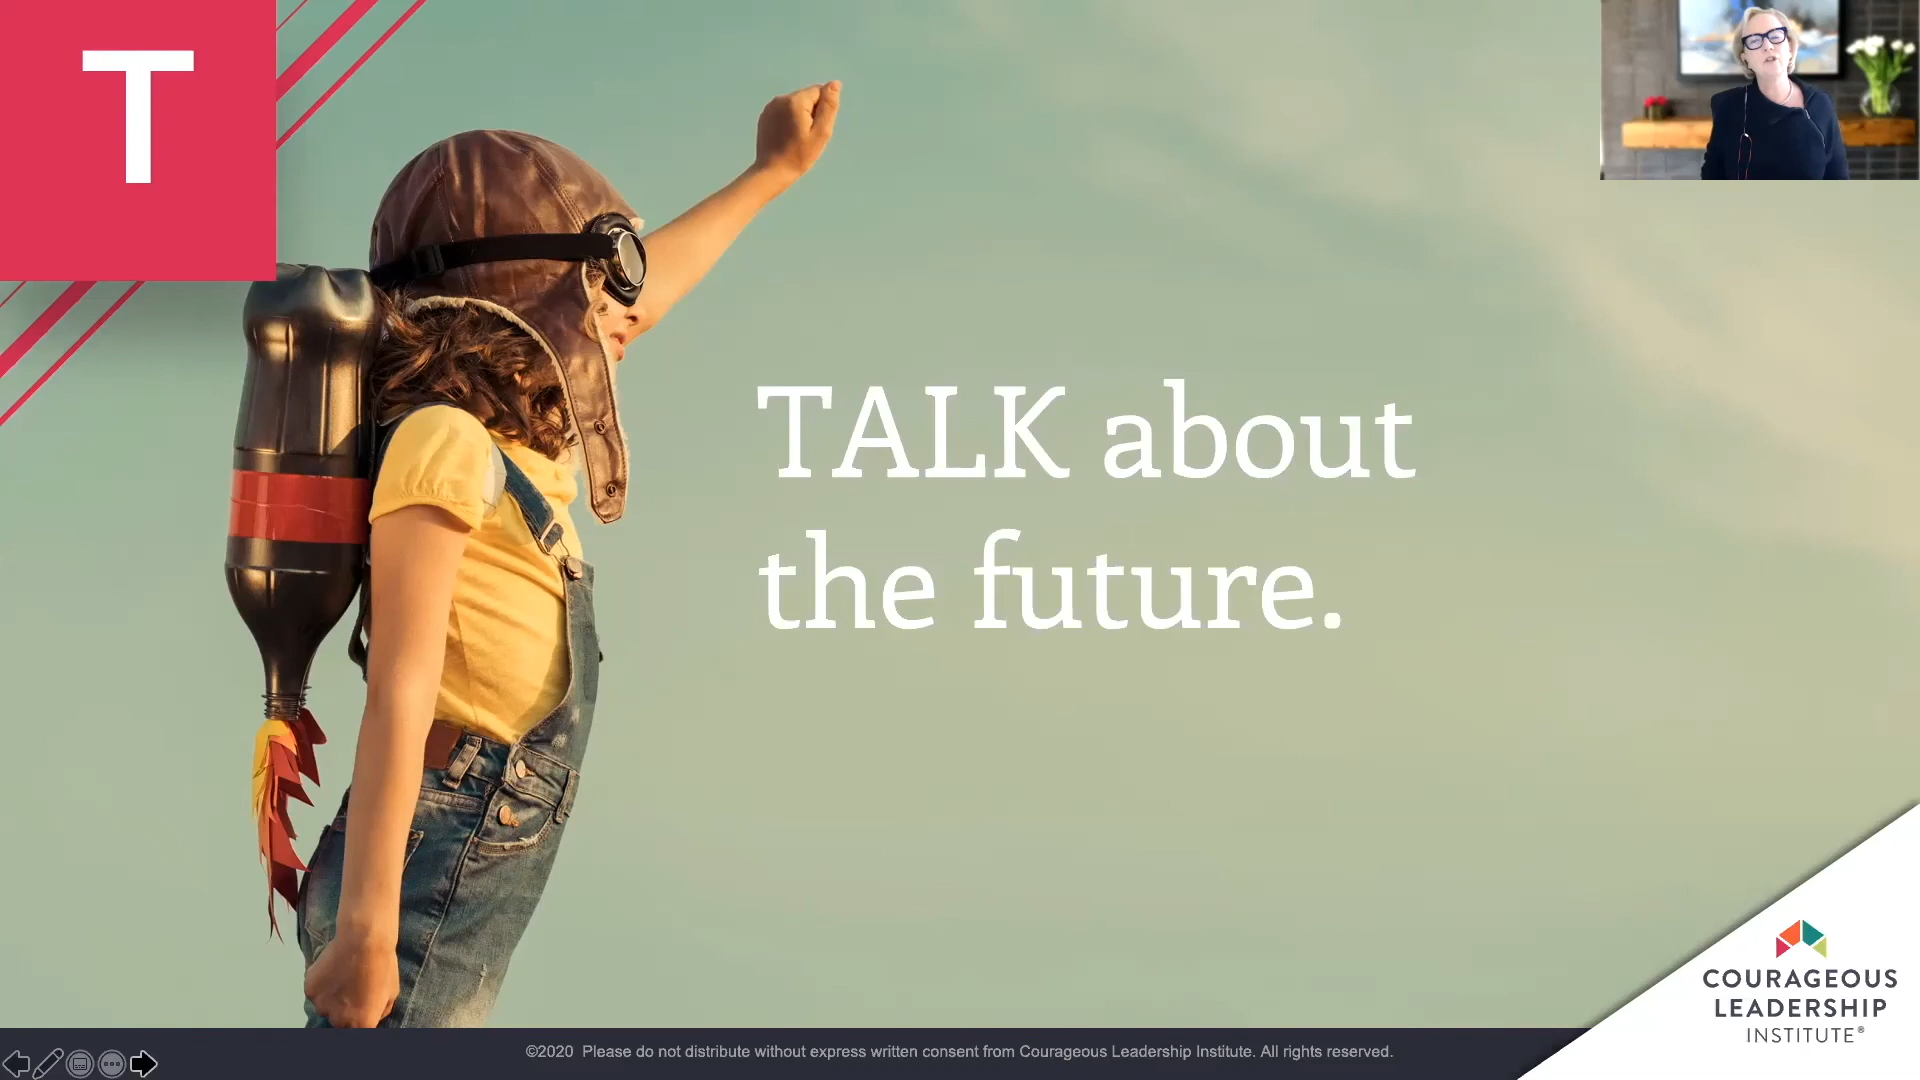 T
TALK about
the future.
COURAGEOUS
LEADERSHIP
INSTITUTE®
©2020 Please do not distribute without express written consent from Courageous Leadership Institute. All rights reserved.